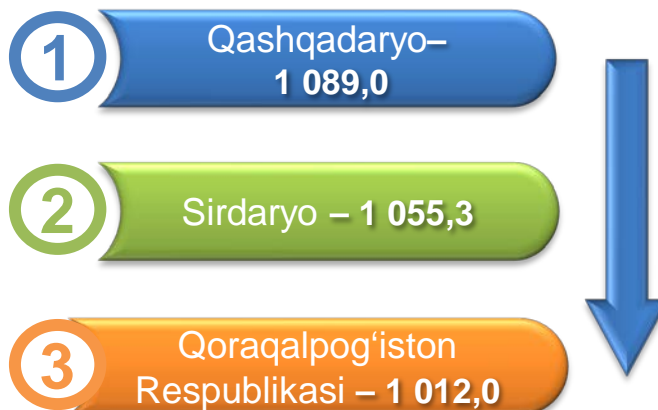 1
Qashqadaryo–
1 089,0
2
Sirdaryo – 1 055,3
3
Qoraqalpog‘iston
Respublikasi – 1 012,0